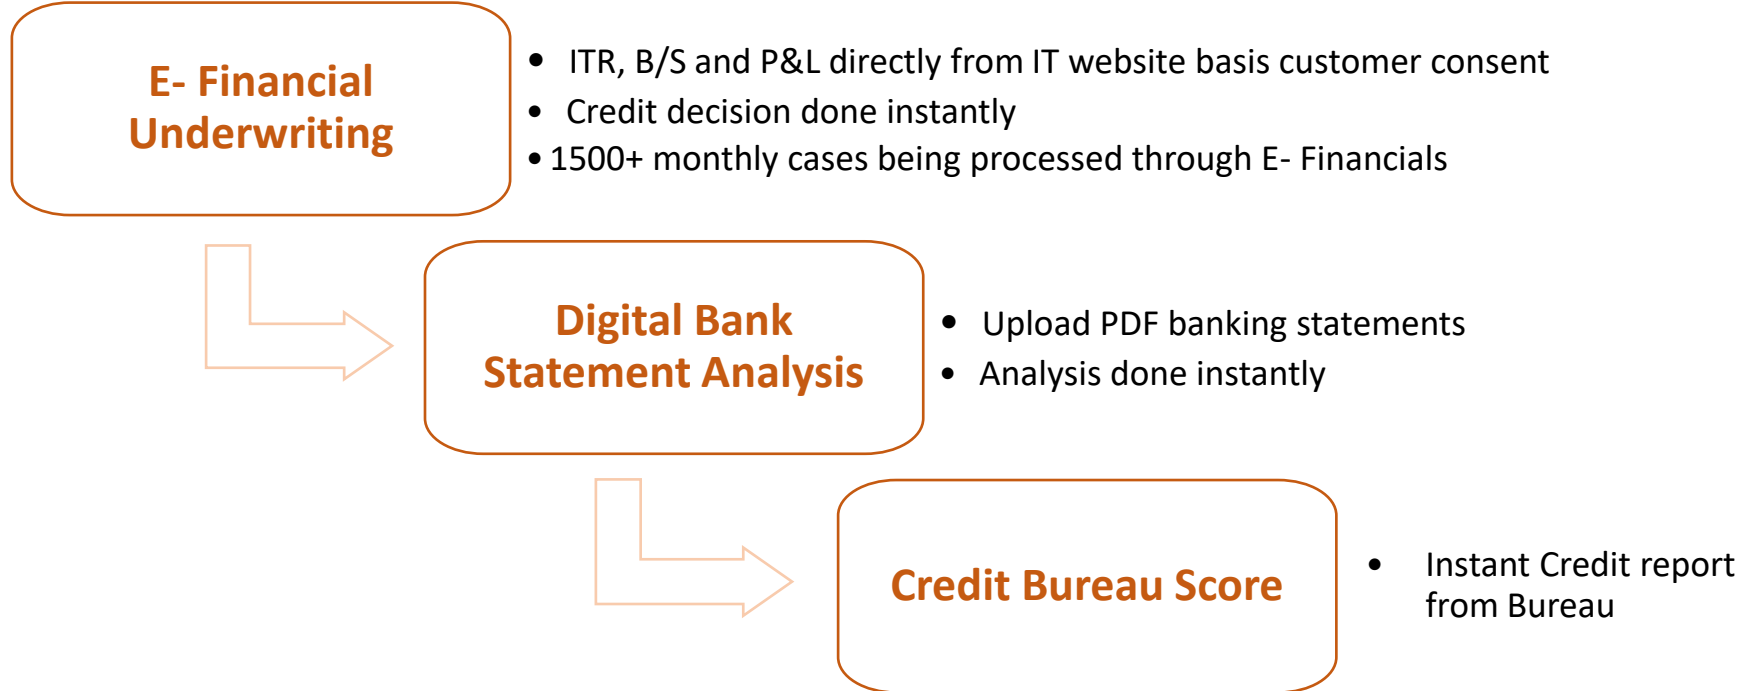 E- Financial
Underwriting
• ITR, B/S and P&L directly from IT website basis customer consent
• Credit decision done instantly
• 1500+ monthly cases being processed through E- Financials
Digital Bank
Statement Analysis
• Upload PDF banking statements
• Analysis done instantly
Credit Bureau Score
• Instant Credit report
from Bureau